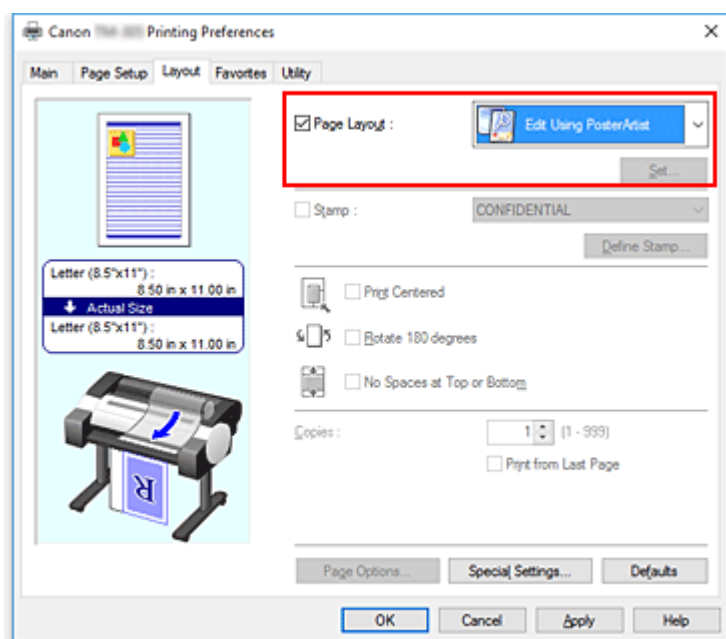 Canon Printing Preferences
Main Page Setup Layout Favorites Utility
Page Layout :
Edit Using PosterArtist
Set...
Stamp :
CONFIDENTIAL
Define Stamp...
Letter (8.5"x11") :
8.50 in x 11.00 in
Actual Size
Letter (8.5"x11") :
8.50 in x 11.00 in
Print Centered
Rotate 180 degrees
No Spaces at Top or Bottom
Copies :
1 (1 - 999)
Print from Last Page
R
Page Options... Special Settings... Defaults
OK Cancel Apply Help